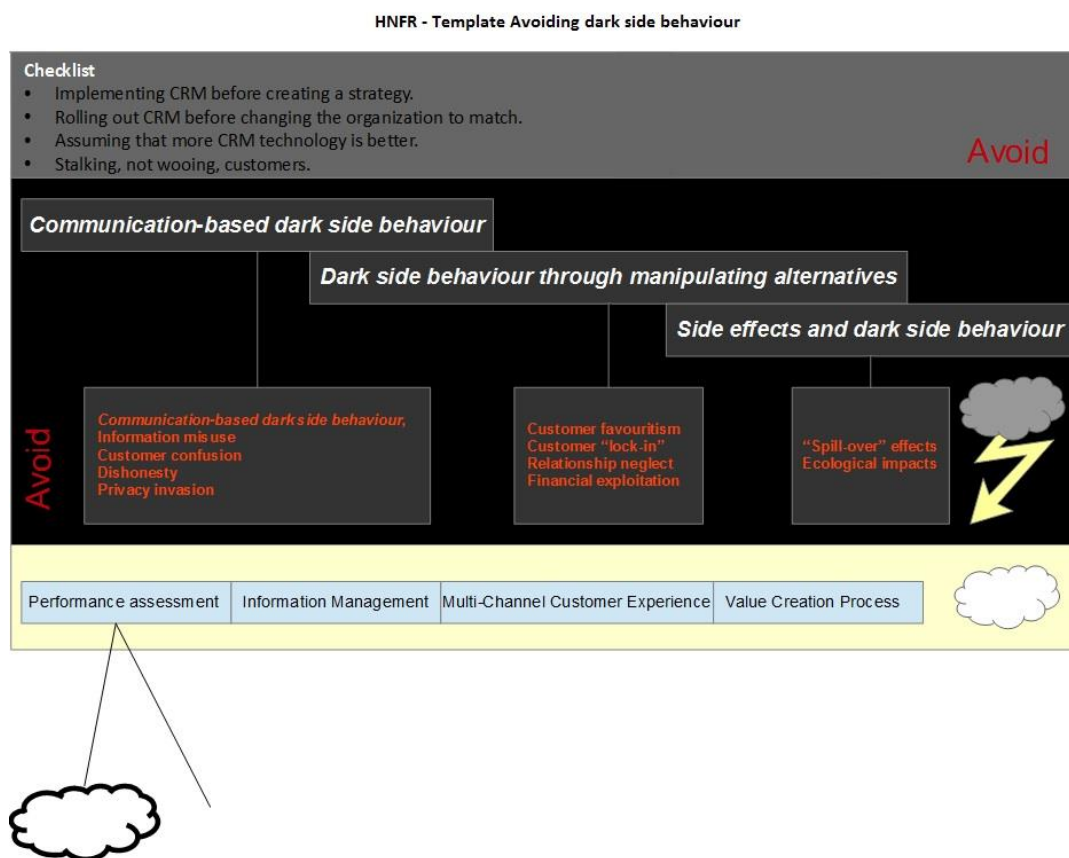 HNFR - Template Avoiding dark side behaviour
Checklist
• Implementing CRM before creating a strategy.
• Rolling out CRM before changing the organization to match.
• Assuming that more CRM technology is better.
• Stalking, not wooing, customers.
Avoid
Communication-based dark side behaviour
Dark side behaviour through manipulating alternatives
Side effects and dark side behaviour
Avoid
Communication-based dark side behaviour,
Information misuse
Customer confusion
Dishonesty
Privacy invasion
Customer favouritism
Customer “lock-in”
Relationship neglect
Financial exploitation
“Spill-over” effects
Ecological impacts
Performance assessment
Information Management
Multi-Channel Customer Experience
Value Creation Process